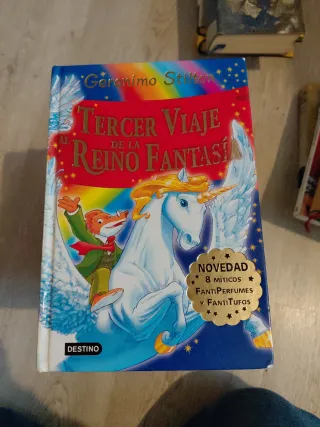 Geronimo Stilton
TERCER VIAJE
AL
REINO DE LA FANTASÍA
NOVEDAD
8 MÍTICOS
FANTIPERFUMES
Y FANTITUFOS
DESTINO